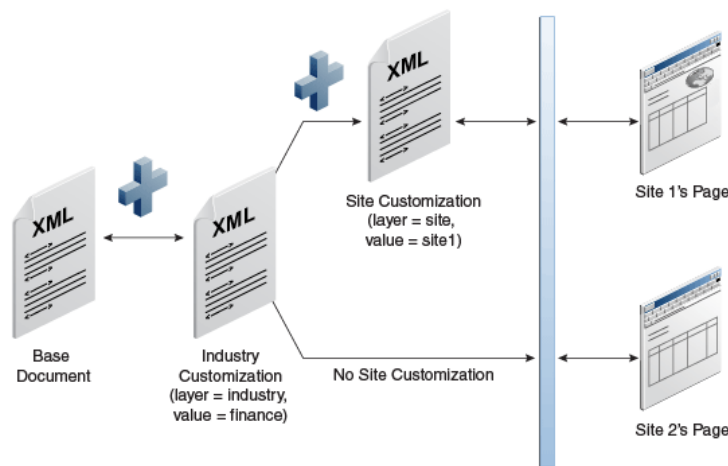 XML
Site Customization
(layer = site,
value = site1)
Site 1's Page
XML
Base
Document
XML
Industry
Customization
(layer = industry,
value = finance)
No Site Customization
Site 2's Page